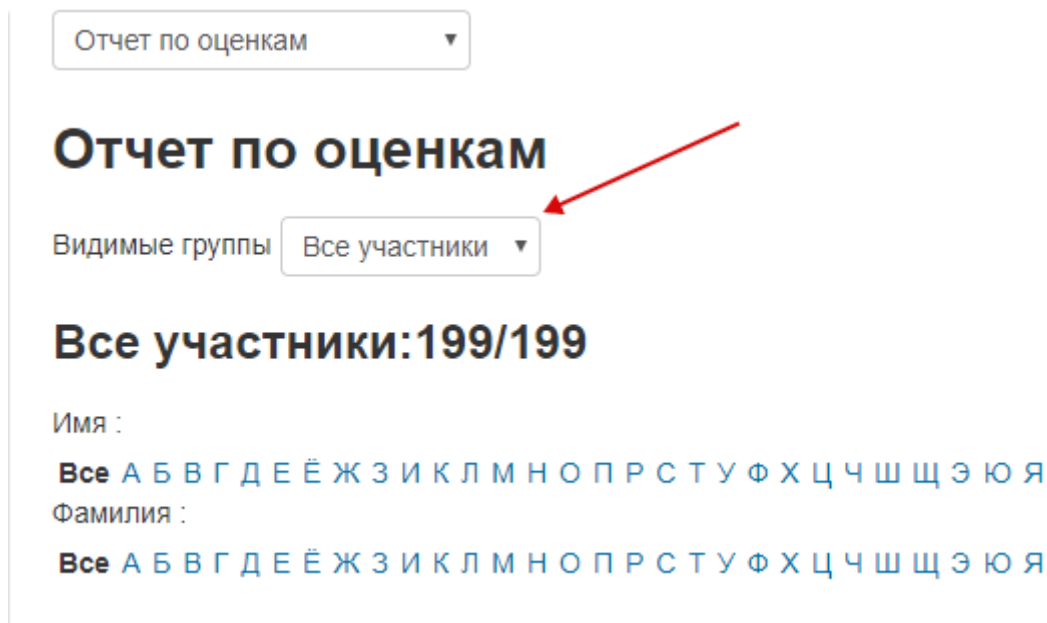 Отчет по оценкам
Отчет по оценкам
Видимые группы Все участники
Все участники:199/199
Имя :
Все А Б В Г Д Е Ё Ж З И К Л М Н О П Р С Т У Ф Х Ц Ч Ш Щ Э Ю Я
Фамилия :
Все А Б В Г Д Е Ё Ж З И К Л М Н О П Р С Т У Ф Х Ц Ч Ш Щ Э Ю Я